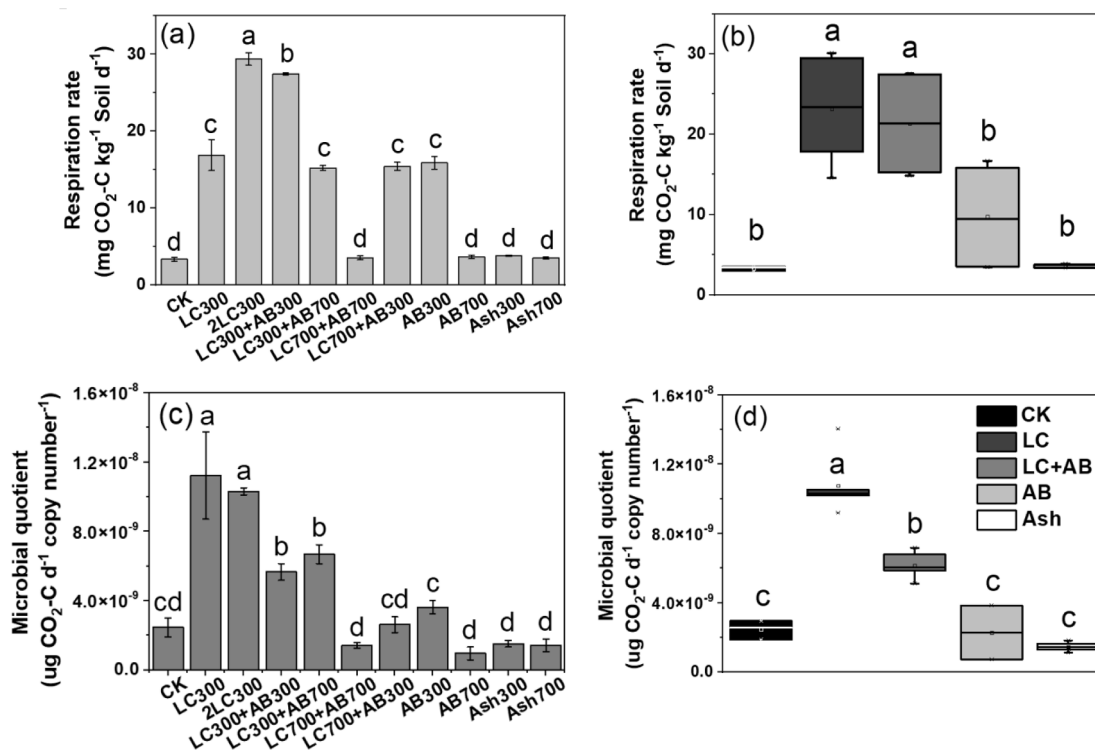 (a)
Respiration rate
(mg CO₂-C kg⁻¹ Soil d⁻¹)
30
20
10
0
d
c
a
b
c
d
c
c
d
d
d
CK
LC300
2LC300
LC300+AB300
LC300+AB700
LC700+AB700
LC700+AB300
AB300
AB700
Ash300
Ash700
(b)
Respiration rate
(mg CO₂-C kg⁻¹ Soil d⁻¹)
30
20
10
0
b
a
a
b
b
(c)
Microbial quotient
(ug CO₂-C d⁻¹ copy number⁻¹)
1.6×10⁻⁸
1.2×10⁻⁸
8.0×10⁻⁹
4.0×10⁻⁹
0.0
cd
a
a
b
b
d
cd
c
d
d
d
CK
LC300
2LC300
LC300+AB300
LC300+AB700
LC700+AB700
LC700+AB300
AB300
AB700
Ash300
Ash700
(d)
Microbial quotient
(ug CO₂-C d⁻¹ copy number⁻¹)
1.6×10⁻⁸
1.2×10⁻⁸
8.0×10⁻⁹
4.0×10⁻⁹
0.0
c
a
b
c
c
CK
LC
LC+AB
AB
Ash